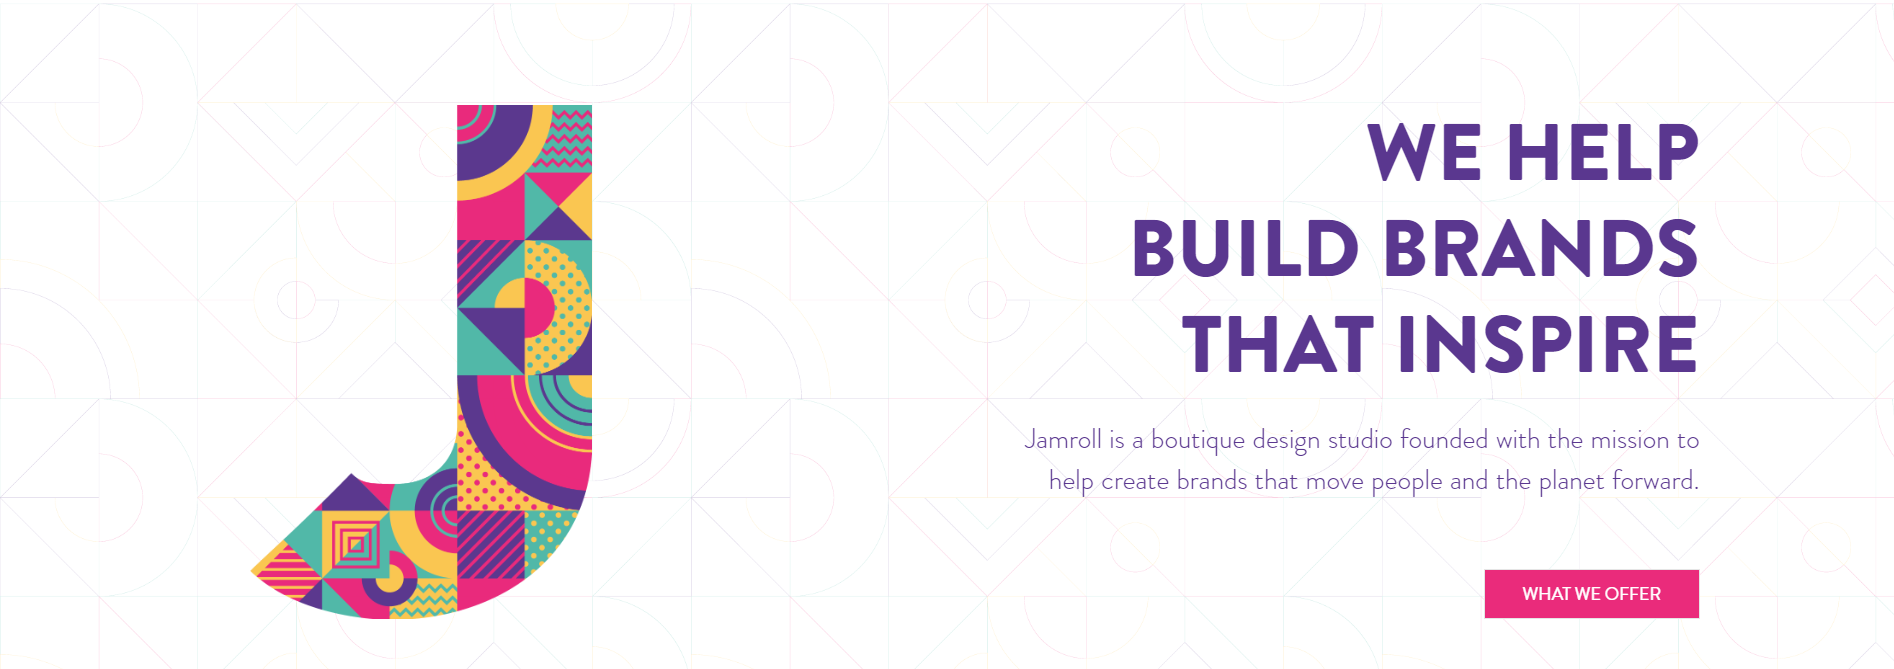 WE HELP
BUILD BRANDS
THAT INSPIRE
Jamroll is a boutique design studio founded with the mission to
help create brands that move people and the planet forward.
WHAT WE OFFER